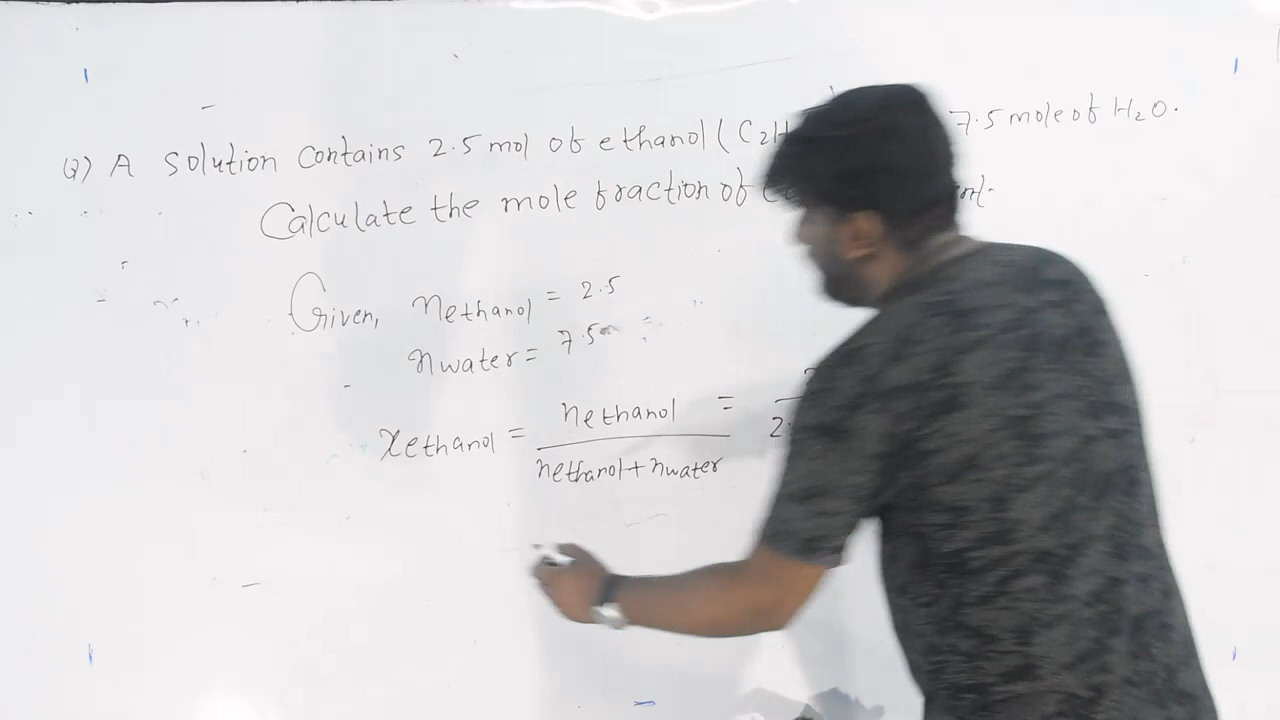 Q) A solution contains 2.5 mol of ethanol (C2H 7.5 mole of H2O.
Calculate the mole fraction of
Given, nethanol = 2.5
nwater = 7.5
xethanol = nethanol / nethanol + nwater = 2.